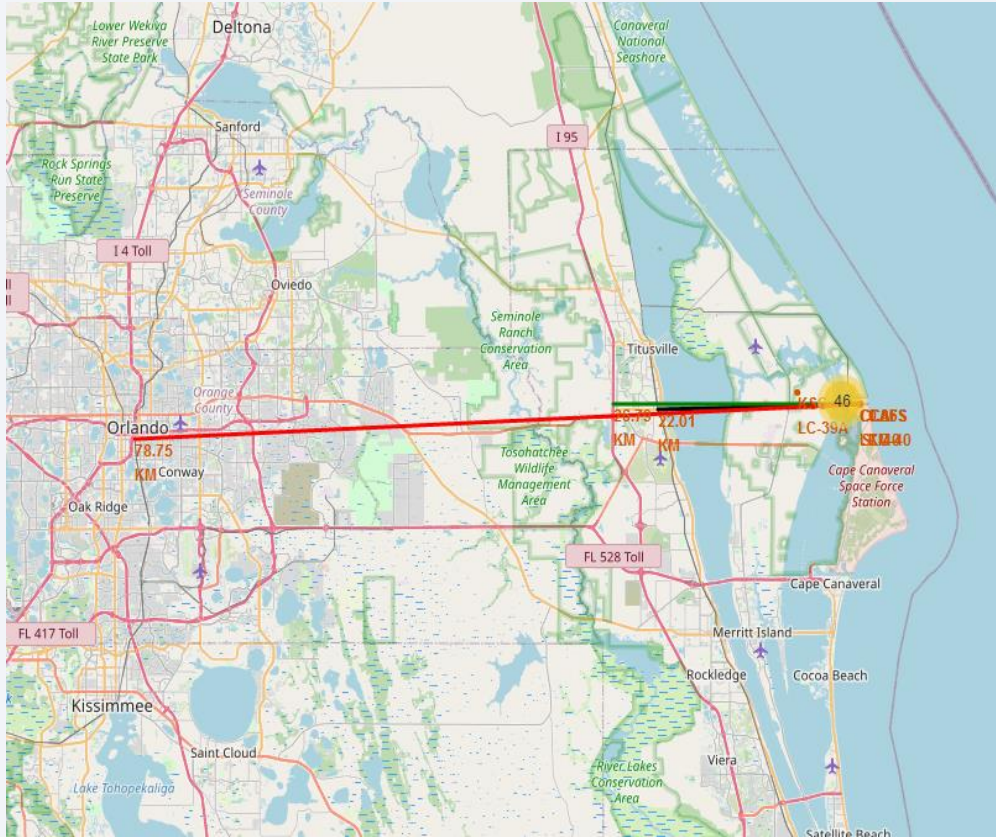 Lower Wekiva
River Preserve
State Park
Deltona
Canaveral
National
Seashore
Sanford
I 95
Rock Springs
Run State
Preserve
Seminole
County
I 4 Toll
Oviedo
Seminole
Ranch
Conservation
Area
Titusville
Orange
County
46
LC-39A
Orlando
78.75
KM
26.79
KM
22.01
KM
Conway
Tosohatchee
Wildlife
Management
Area
Cape Canaveral
Space Force
Station
Oak Ridge
FL 528 Toll
Cape Canaveral
FL 417 Toll
Merritt Island
Rockledge
Cocoa Beach
Kissimmee
Saint Cloud
Viera
River Lakes
Conservation
Area
Lake Tohopekaliga
Satellite Beach